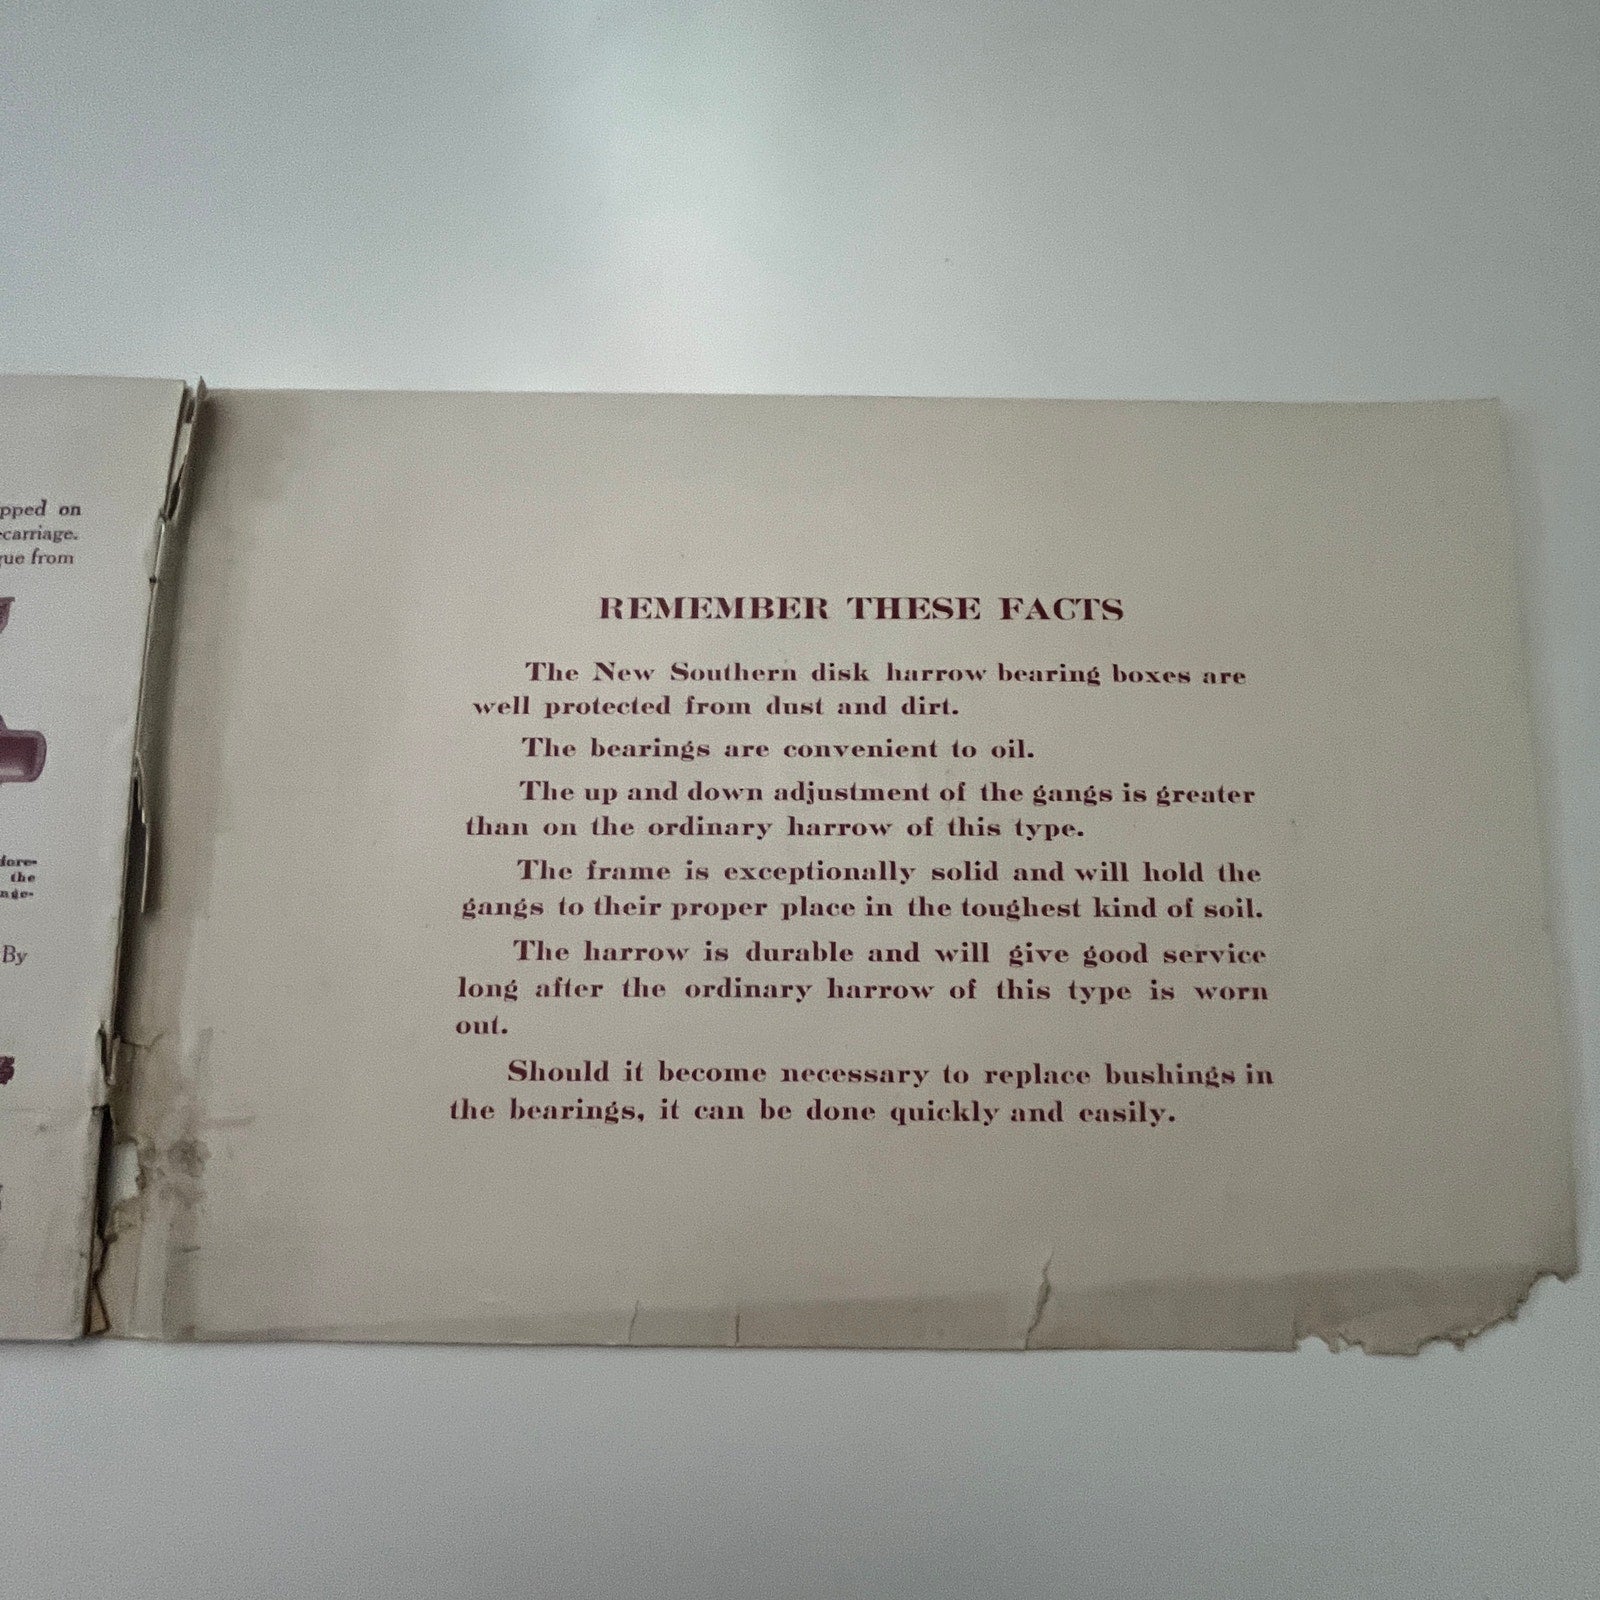 pped on
carriage.
ue from
fore-
the
nge-
By
REMEMBER THESE FACTS
The New Southern disk harrow bearing boxes are
well protected from dust and dirt.
The bearings are convenient to oil.
The up and down adjustment of the gangs is greater
than on the ordinary harrow of this type.
The frame is exceptionally solid and will hold the
gangs to their proper place in the toughest kind of soil.
The harrow is durable and will give good service
long after the ordinary harrow of this type is worn
out.
Should it become necessary to replace bushings in
the bearings, it can be done quickly and easily.